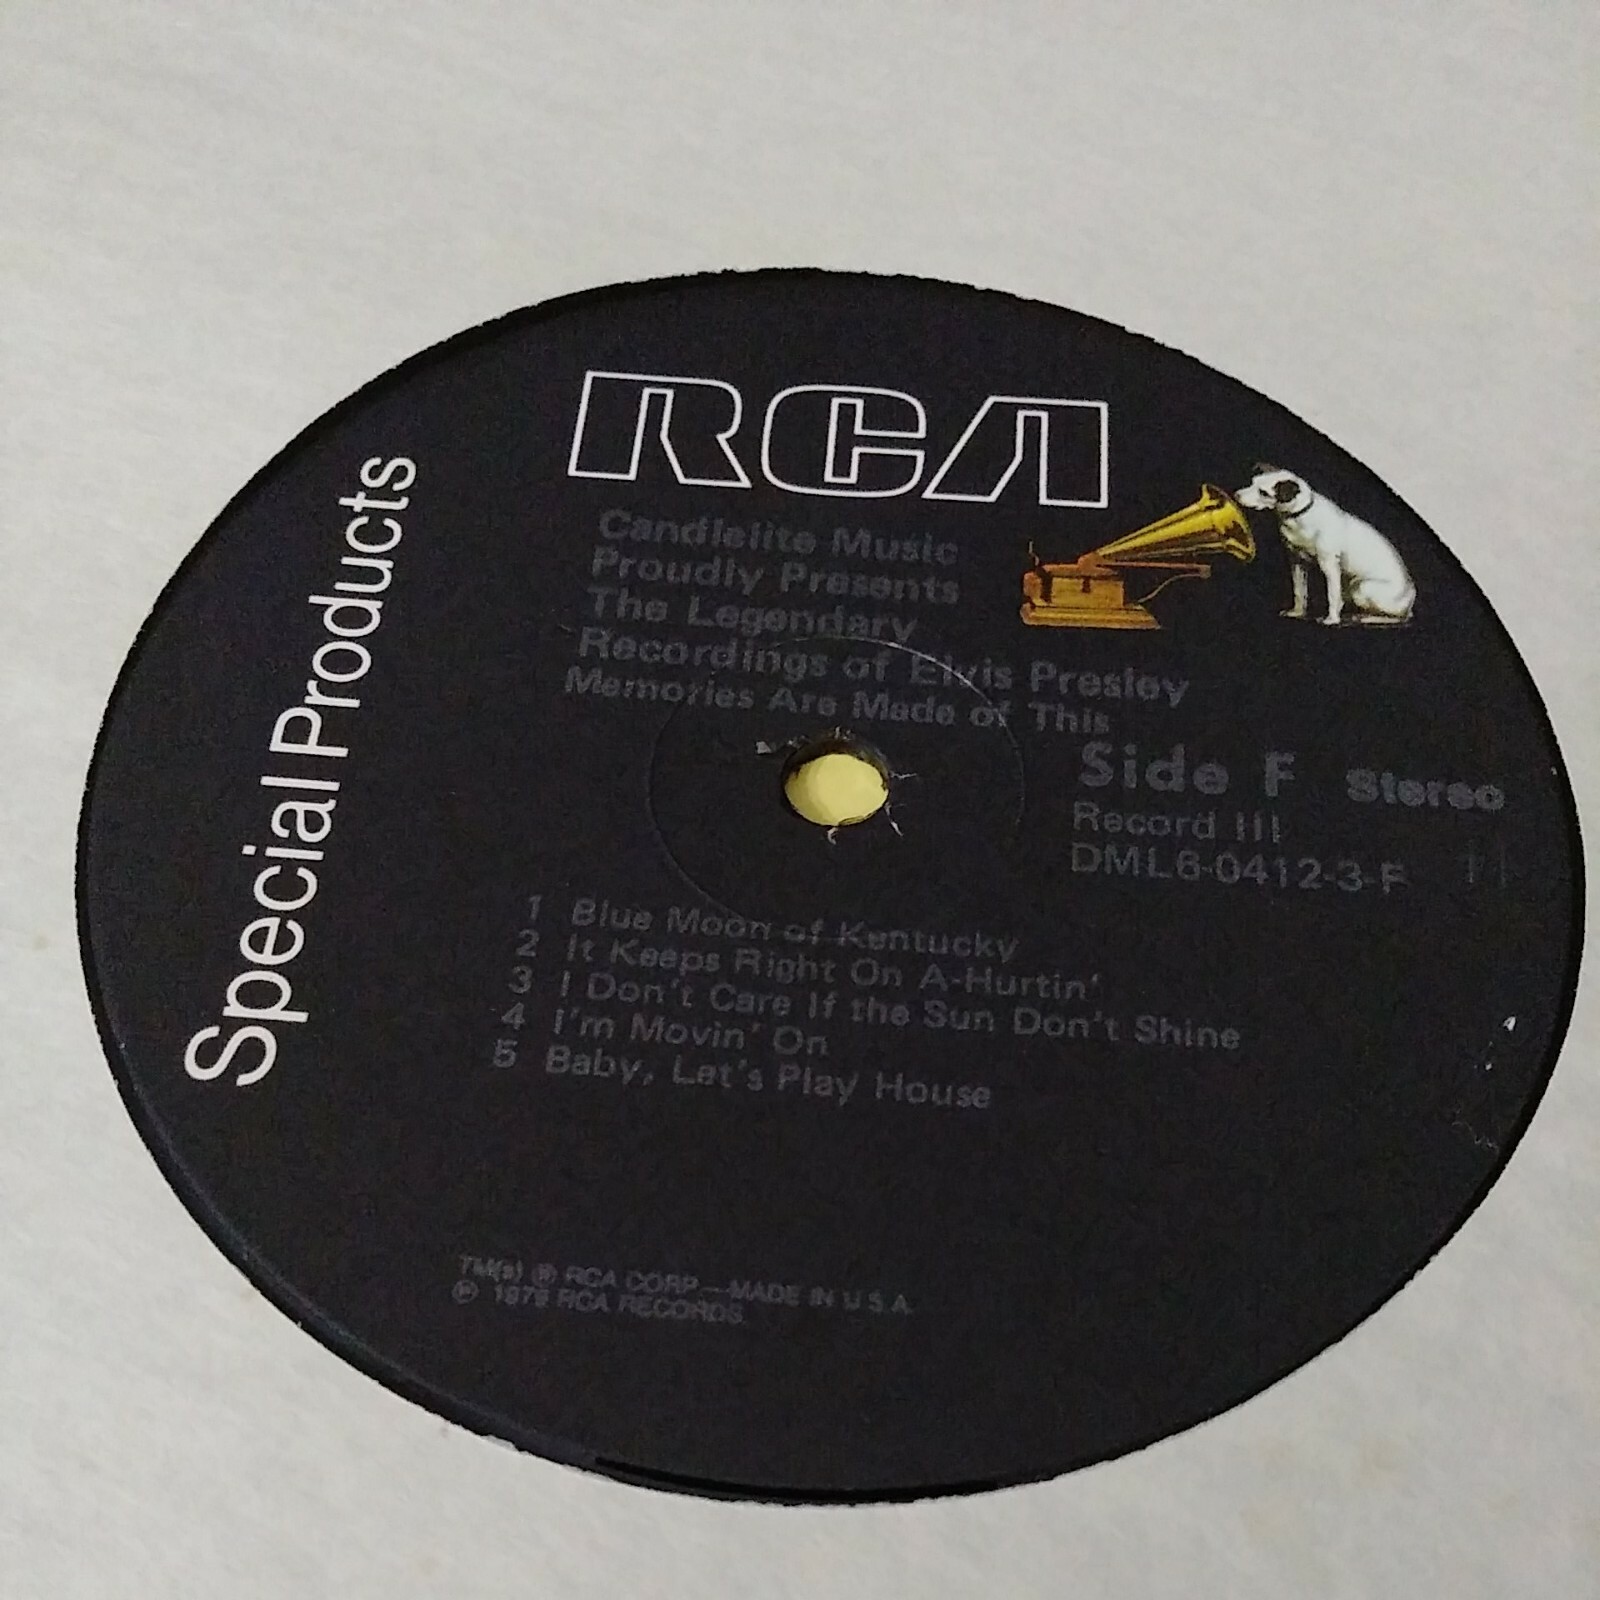 RCA
Special Products
Candlelite Music
Proudly Presents
The Legendary
Recordings of Elvis Presley
Memories Are Made of This
Side F Stereo
Record III
DML6-0412-3-F
1 Blue Moon of Kentucky
2 It Keeps Right On A-Hurtin'
3 I Don't Care If the Sun Don't Shine
4 I'm Movin' On
5 Baby, Let's Play House
TM(s) ® RCA CORP—MADE IN U.S.A.
℗ RCA RECORDS